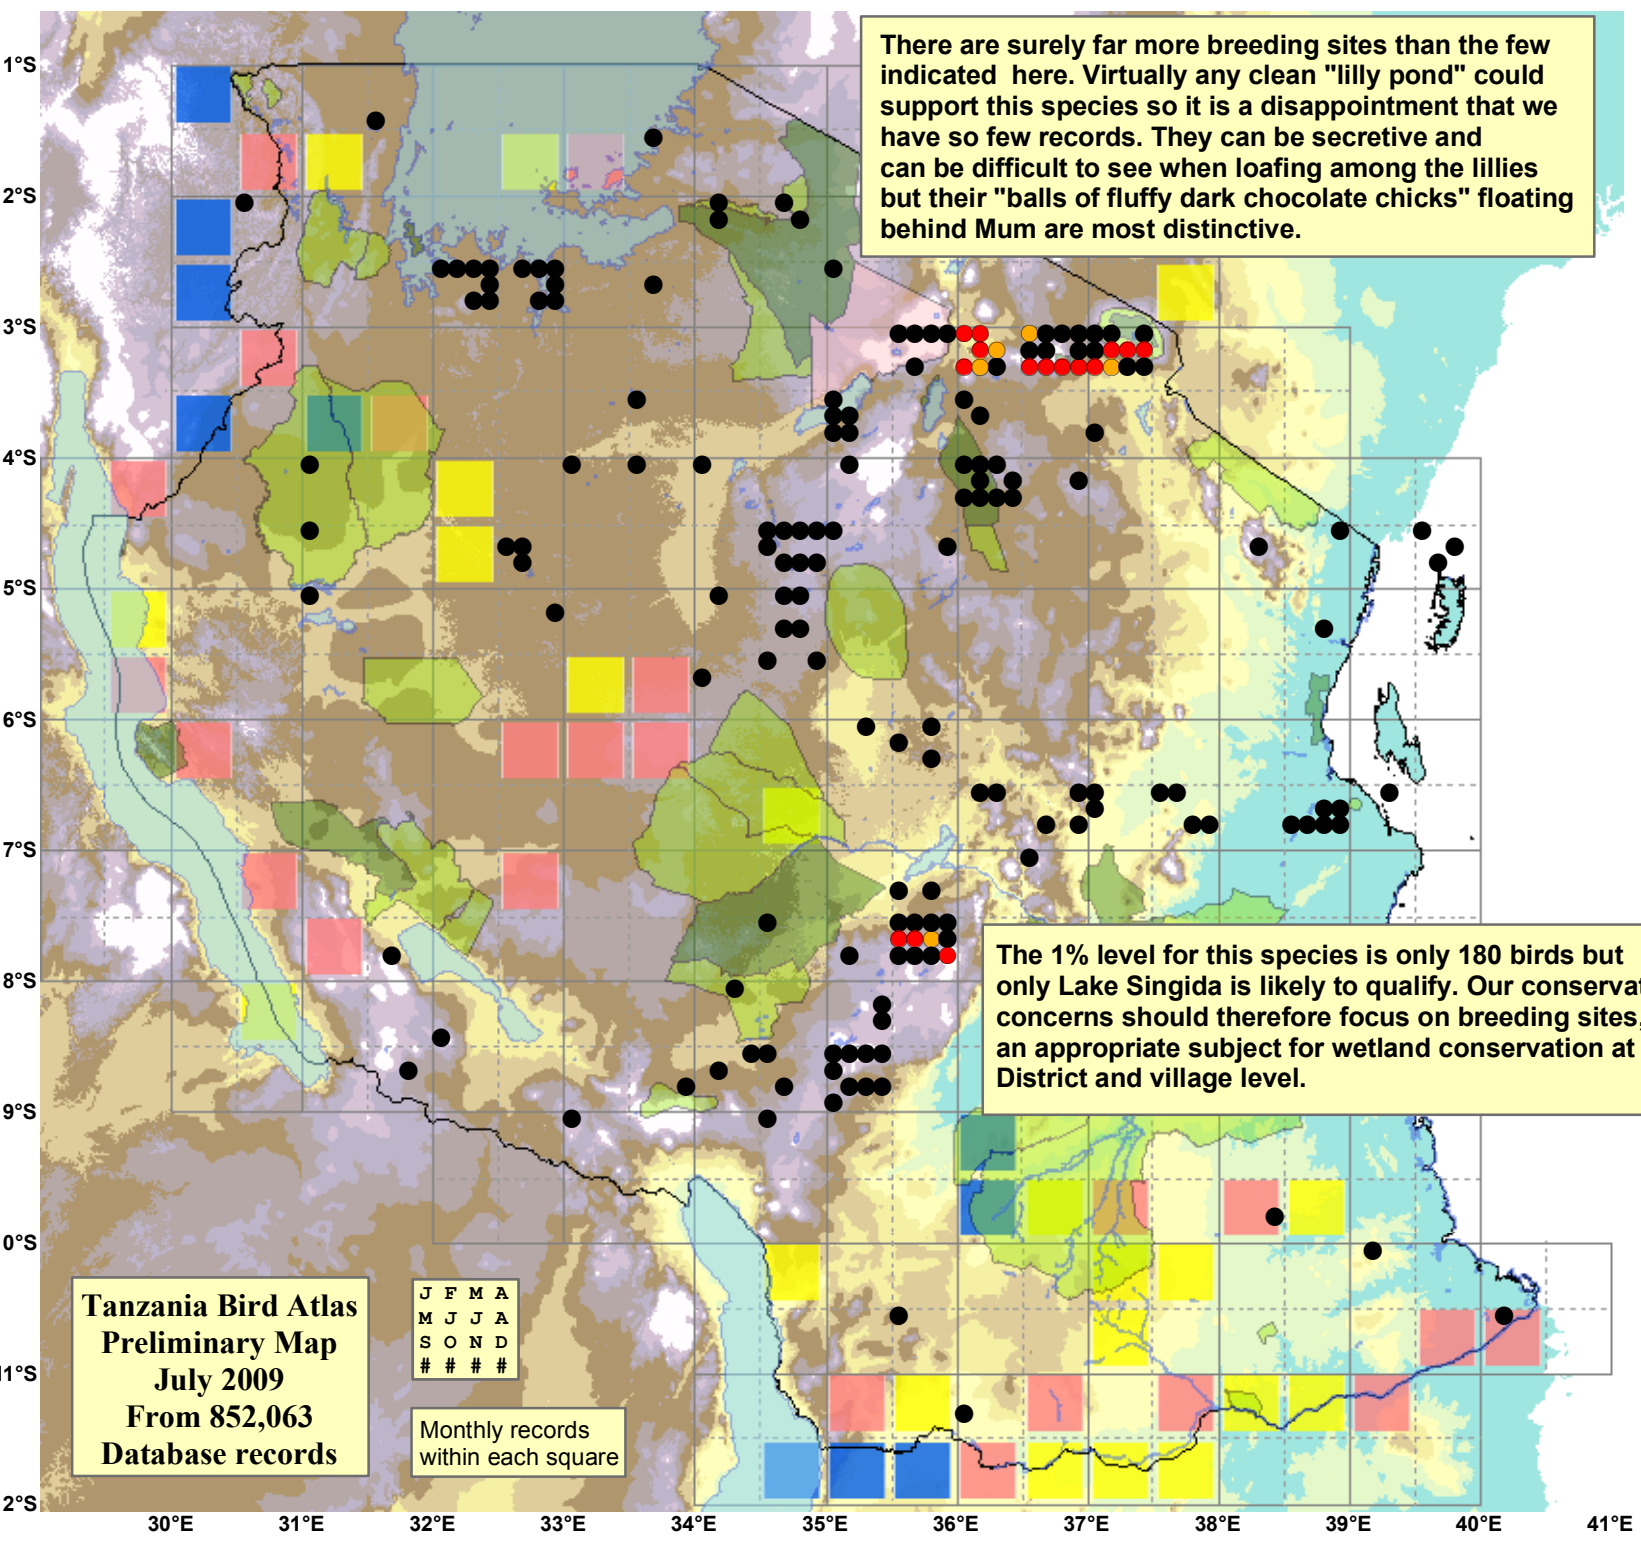 There are surely far more breeding sites than the few
indicated here. Virtually any clean "lilly pond" could
support this species so it is a disappointment that we
have so few records. They can be secretive and
can be difficult to see when loafing among the lillies
but their "balls of fluffy dark chocolate chicks" floating
behind Mum are most distinctive.
1°S
2°S
3°S
4°S
5°S
6°S
7°S
8°S
9°S
0°S
1°S
2°S
The 1% level for this species is only 180 birds but
only Lake Singida is likely to qualify. Our conservat
concerns should therefore focus on breeding sites,
an appropriate subject for wetland conservation at
District and village level.
Tanzania Bird Atlas
Preliminary Map
July 2009
From 852,063
Database records
J F M A
M J J A
S O N D
# # # #
Monthly records
within each square
30°E 31°E 32°E 33°E 34°E 35°E 36°E 37°E 38°E 39°E 40°E 41°E